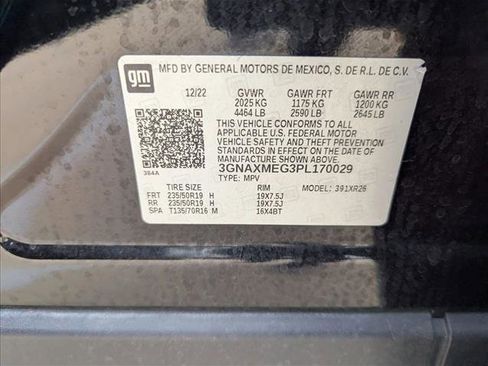 gm
MFD BY GENERAL MOTORS DE MEXICO, S. DE R.L. DE C.V.
12/22 GVWR GAWR FRT GAWR RR
2025 KG 1175 KG 1200 KG
4464 LB 2590 LB 2645 LB
THIS VEHICLE CONFORMS TO ALL
APPLICABLE U.S. FEDERAL MOTOR
VEHICLE SAFETY, BUMPER, AND THEFT
PREVENTION STANDARDS IN EFFECT ON
THE DATE OF MANUFACTURE SHOWN ABOVE.
384A 3GNAXMEG3PL170029
TYPE: MPV MODEL: 391XR26
TIRE SIZE RIM
FRT 235/50R19 H 19X7.5J
RR 235/50R19 H 19X7.5J
SPA T135/70R16 M 16X4BT